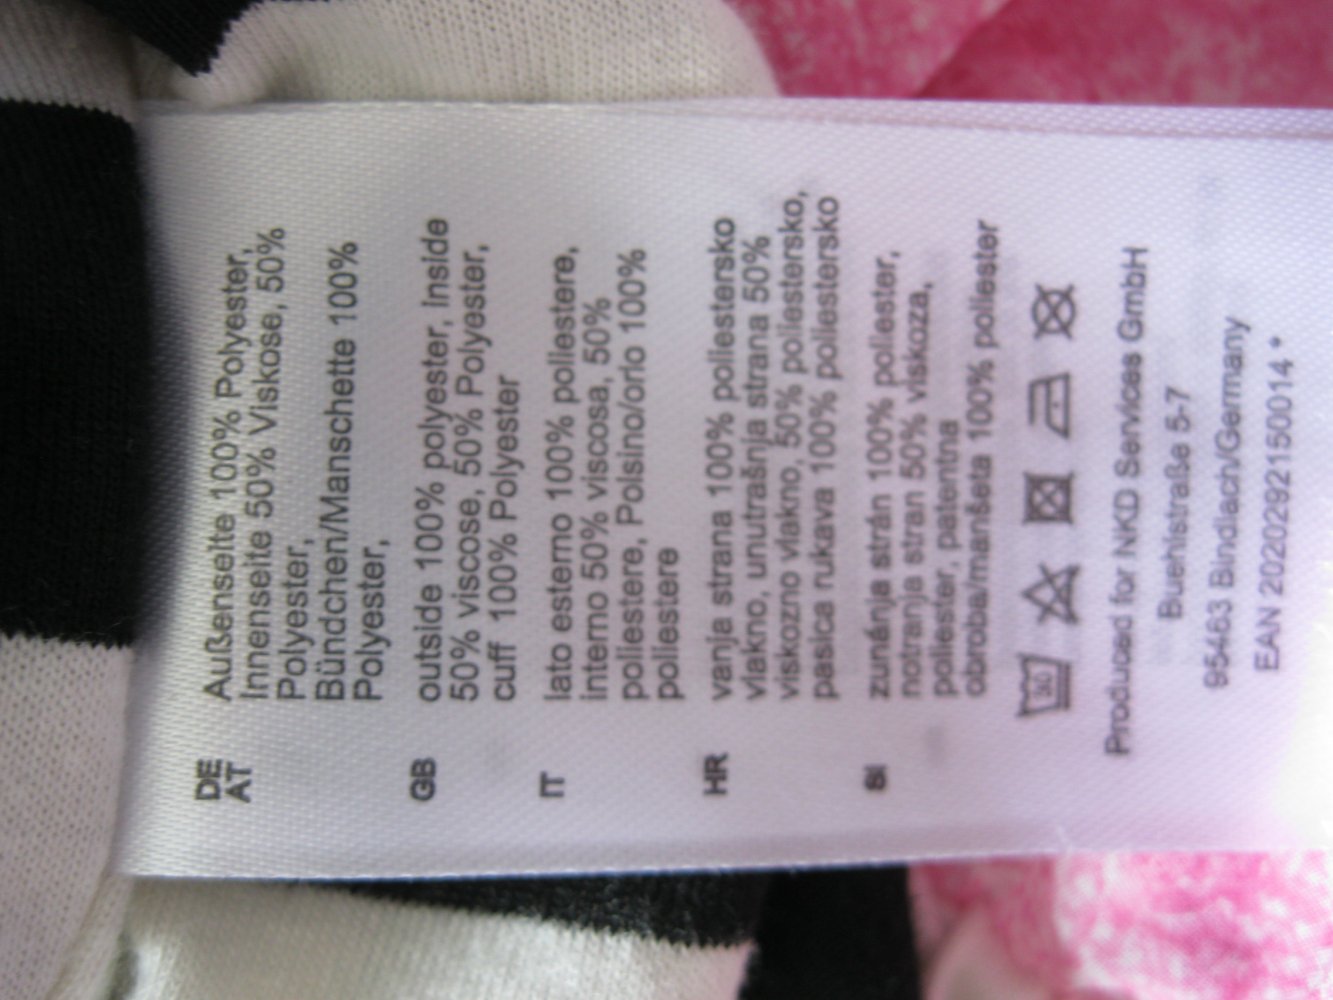 DE
AT
Außenseite 100% Polyester,
Innenseite 50% Viskose, 50%
Polyester,
Bündchen/Manschette 100%
Polyester,
GB
outside 100% polyester, Inside
50% viscose, 50% Polyester,
cuff 100% Polyester
IT
lato esterno 100% poliestere,
interno 50% viscosa, 50%
poliestere, Polsino/orlo 100%
poliestere
HR
vanja strana 100% poliestersko
vlakno, unutrašnja strana 50%
viskozno vlakno, 50% poliestersko,
pasica rukava 100% poliestersko
SI
zunánja strán 100% poliester,
notranja stran 50% viskoza,
poliester, patentna
obroba/manšeta 100% poliester
30
Produced for NKD Services GmbH
Buehlstraße 5-7
95463 Bindlach/Germany
EAN 2020292150014 *